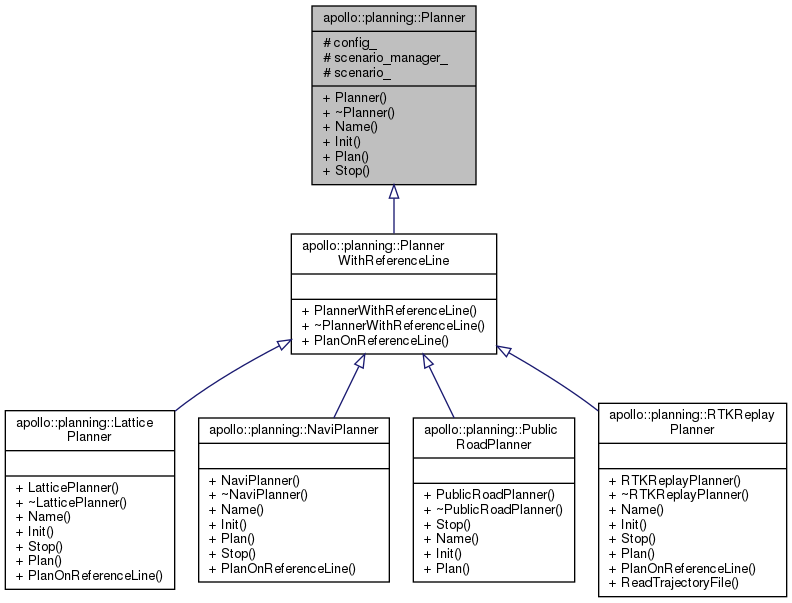 apollo::planning::Planner
# config_
# scenario_manager_
# scenario_
+ Planner()
+ ~Planner()
+ Name()
+ Init()
+ Plan()
+ Stop()
apollo::planning::Planner
WithReferenceLine
+ PlannerWithReferenceLine()
+ ~PlannerWithReferenceLine()
+ PlanOnReferenceLine()
apollo::planning::Lattice
Planner
+ LatticePlanner()
+ ~LatticePlanner()
+ Name()
+ Init()
+ Stop()
+ Plan()
+ PlanOnReferenceLine()
apollo::planning::NaviPlanner
+ NaviPlanner()
+ ~NaviPlanner()
+ Name()
+ Init()
+ Plan()
+ Stop()
+ PlanOnReferenceLine()
apollo::planning::Public
RoadPlanner
+ PublicRoadPlanner()
+ ~PublicRoadPlanner()
+ Stop()
+ Name()
+ Init()
+ Plan()
apollo::planning::RTKReplay
Planner
+ RTKReplayPlanner()
+ ~RTKReplayPlanner()
+ Name()
+ Init()
+ Stop()
+ Plan()
+ PlanOnReferenceLine()
+ ReadTrajectoryFile()